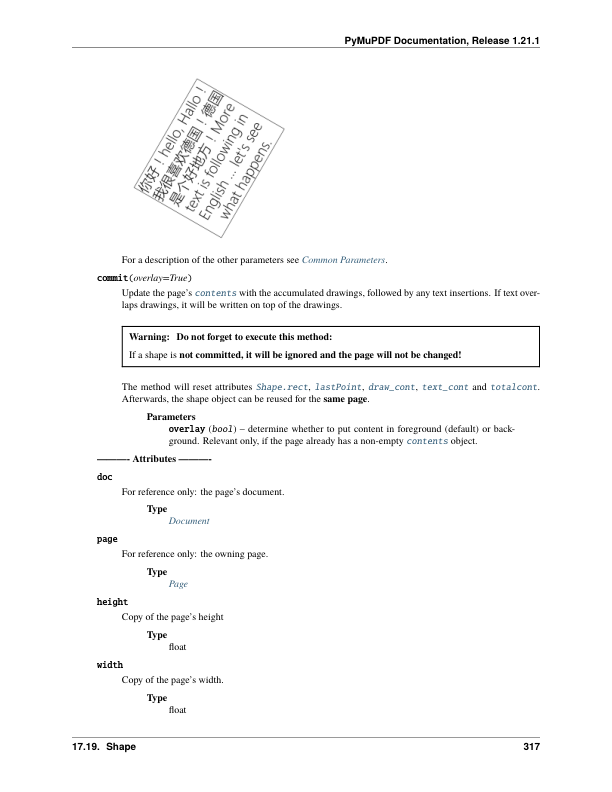 PyMuPDF Documentation, Release 1.21.1
你好！hello, Hallo！
我很喜欢德国！德国
是个好地方！More
text is following in
English ... let's see
what happens.
For a description of the other parameters see Common Parameters.
commit(overlay=True)
Update the page's contents with the accumulated drawings, followed by any text insertions. If text over-
laps drawings, it will be written on top of the drawings.
Warning: Do not forget to execute this method:
If a shape is not committed, it will be ignored and the page will not be changed!
The method will reset attributes Shape.rect, lastPoint, draw_cont, text_cont and totalcont.
Afterwards, the shape object can be reused for the same page.
Parameters
overlay (bool) – determine whether to put content in foreground (default) or back-
ground. Relevant only, if the page already has a non-empty contents object.
———- Attributes ———-
doc
For reference only: the page's document.
Type
Document
page
For reference only: the owning page.
Type
Page
height
Copy of the page's height
Type
float
width
Copy of the page's width.
Type
float
17.19. Shape 317